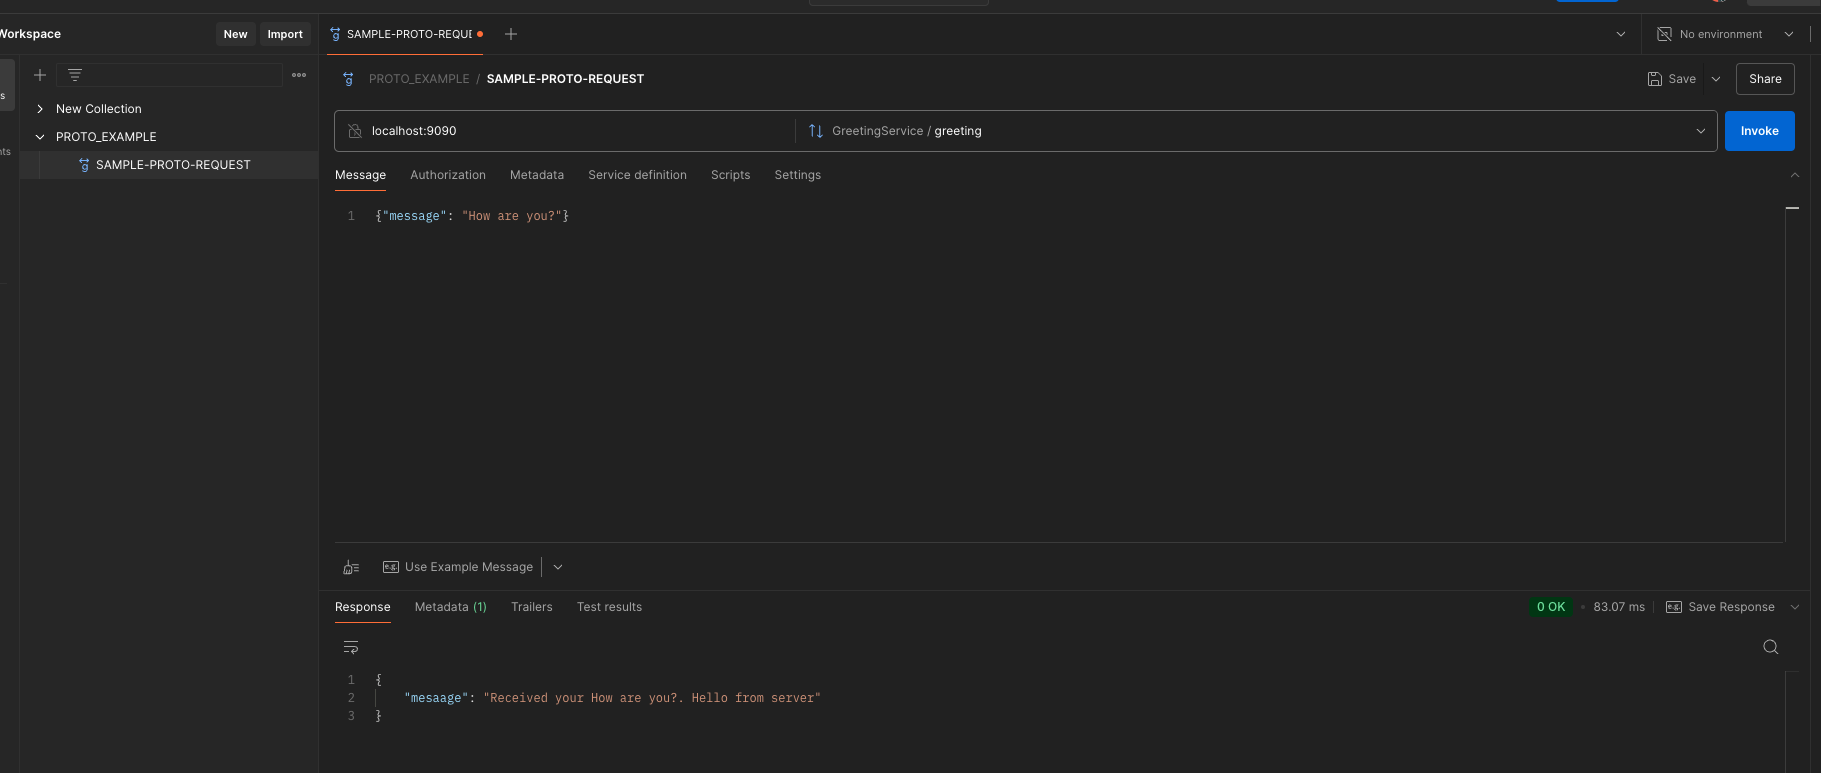 Workspace
New
Import
SAMPLE-PROTO-REQUE
No environment
s
nts
New Collection
PROTO_EXAMPLE
SAMPLE-PROTO-REQUEST
PROTO_EXAMPLE / SAMPLE-PROTO-REQUEST
Save
Share
localhost:9090
GreetingService / greeting
Invoke
Message Authorization Metadata Service definition Scripts Settings
1 {"message": "How are you?"}
e.g. Use Example Message
Response Metadata (1) Trailers Test results
0 OK • 83.07 ms
e.g. Save Response
1 {
2 "mesaage": "Received your How are you?. Hello from server"
3 }